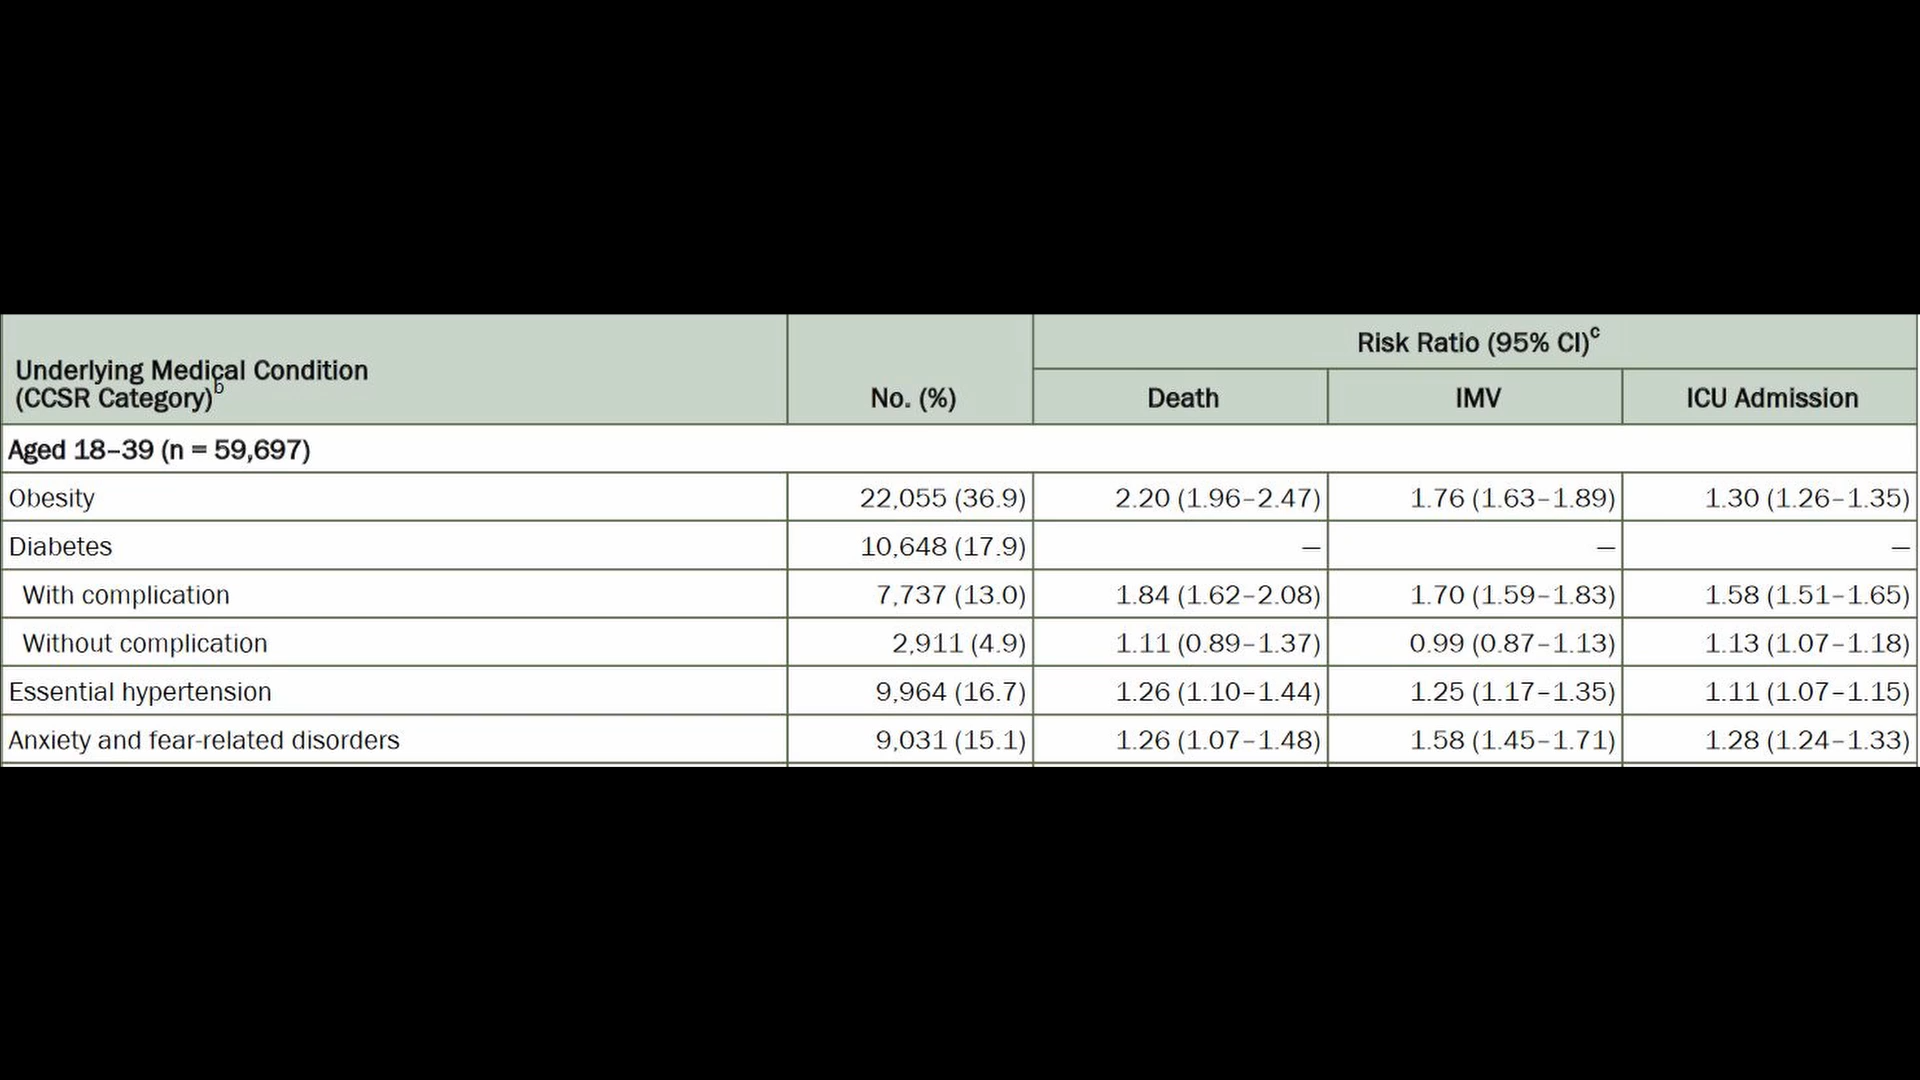 Underlying Medical Condition
(CCSR Category)b
No. (%)
Risk Ratio (95% CI)c
Death
IMV
ICU Admission
Aged 18–39 (n = 59,697)
Obesity 22,055 (36.9) 2.20 (1.96–2.47) 1.76 (1.63–1.89) 1.30 (1.26–1.35)
Diabetes 10,648 (17.9) — — —
With complication 7,737 (13.0) 1.84 (1.62–2.08) 1.70 (1.59–1.83) 1.58 (1.51–1.65)
Without complication 2,911 (4.9) 1.11 (0.89–1.37) 0.99 (0.87–1.13) 1.13 (1.07–1.18)
Essential hypertension 9,964 (16.7) 1.26 (1.10–1.44) 1.25 (1.17–1.35) 1.11 (1.07–1.15)
Anxiety and fear-related disorders 9,031 (15.1) 1.26 (1.07–1.48) 1.58 (1.45–1.71) 1.28 (1.24–1.33)